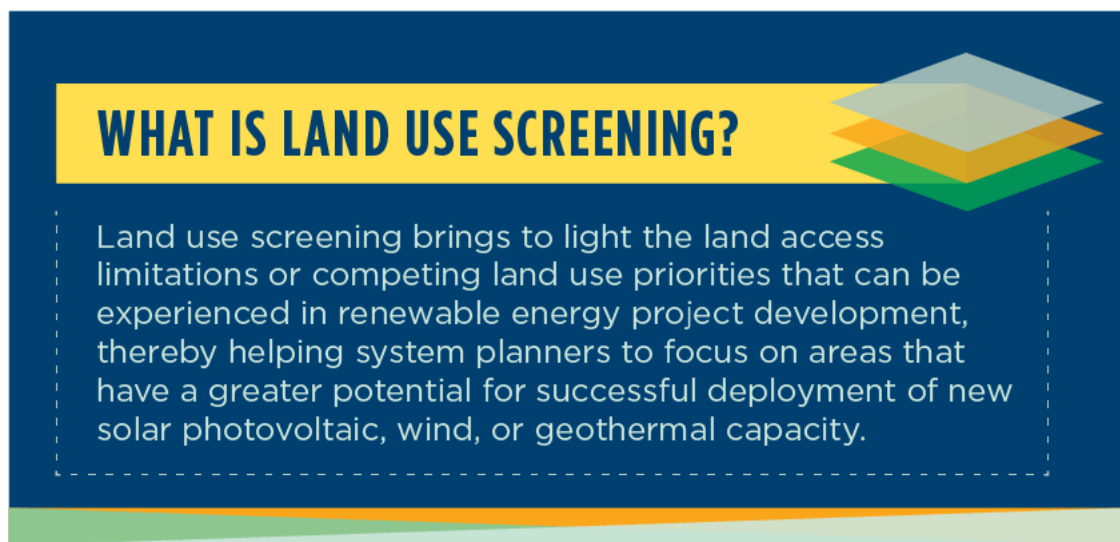 WHAT IS LAND USE SCREENING?
Land use screening brings to light the land access
limitations or competing land use priorities that can be
experienced in renewable energy project development,
thereby helping system planners to focus on areas that
have a greater potential for successful deployment of new
solar photovoltaic, wind, or geothermal capacity.